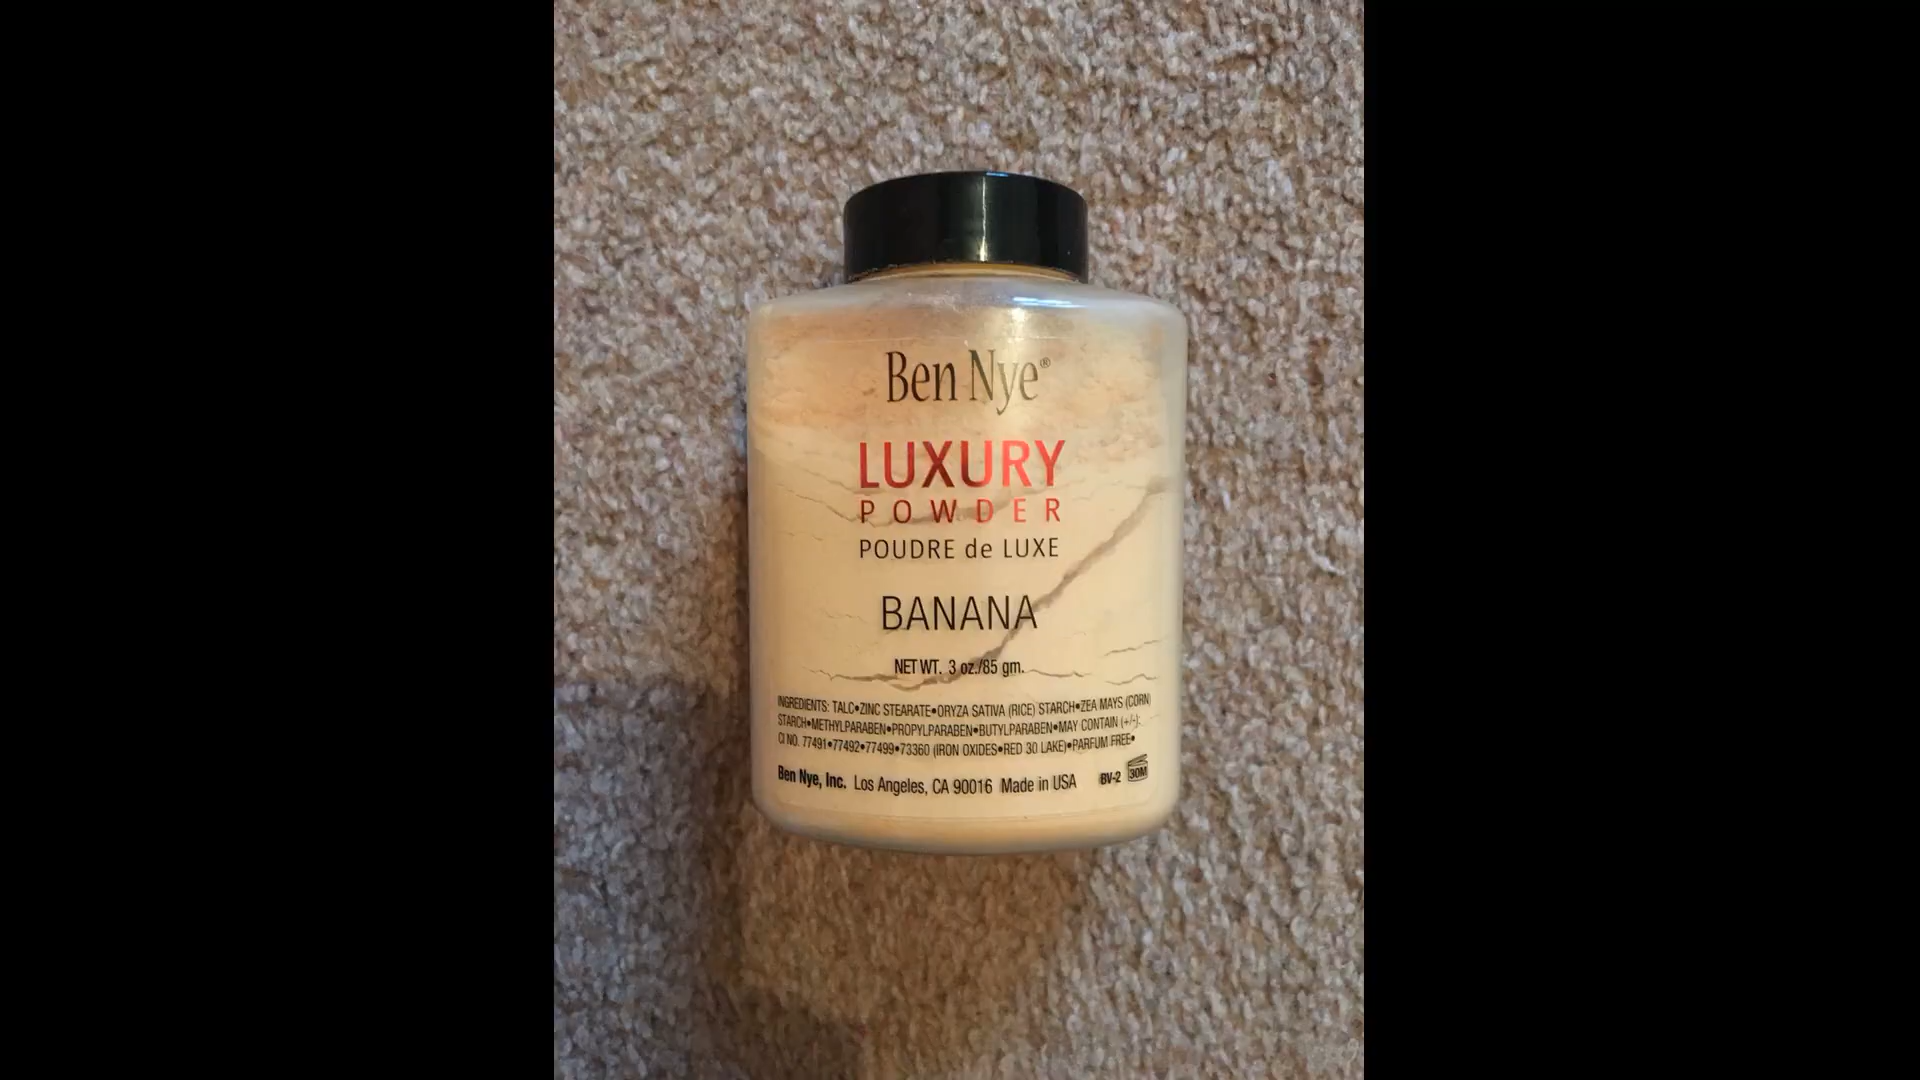 Ben Nye®
LUXURY
POWDER
POUDRE de LUXE
BANANA
NET WT. 3 oz./85 gm.
INGREDIENTS: TALC•ZINC STEARATE•ORYZA SATIVA (RICE) STARCH•ZEA MAYS (CORN)
STARCH•METHYLPARABEN•PROPYLPARABEN•BUTYLPARABEN•MAY CONTAIN (+/-):
CI NO. 77491•77492•77499•73360 (IRON OXIDES•RED 30 LAKE)•PARFUM FREE•
Ben Nye, Inc. Los Angeles, CA 90016 Made in USA BV-2 30M